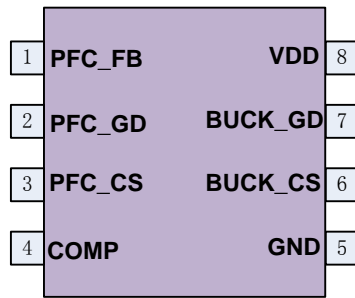 1 PFC_FB VDD 8
2 PFC_GD BUCK_GD 7
3 PFC_CS BUCK_CS 6
4 COMP GND 5